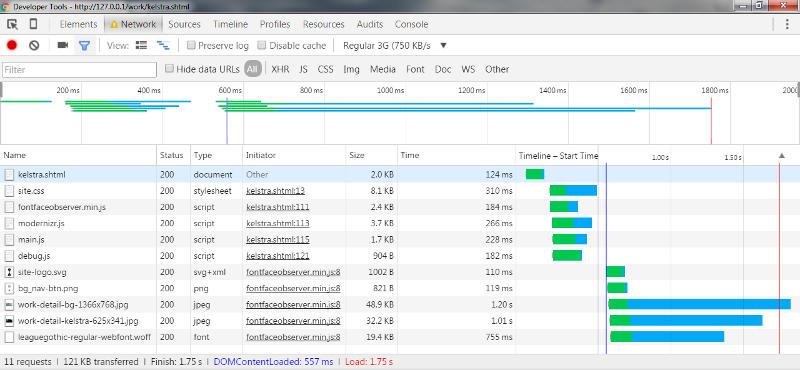 Developer Tools - http://127.0.0.1/work/kelstra.shtml
Elements Network Sources Timeline Profiles Resources Audits Console
View: Preserve log Disable cache Regular 3G (750 KB/s
Filter Hide data URLs All XHR JS CSS Img Media Font Doc WS Other
200 ms 400 ms 600 ms 800 ms 1000 ms 1200 ms 1400 ms 1600 ms 1800 ms 2000
Name Status Type Initiator Size Time Timeline – Start Time 1.00 s 1.50 s
kelstra.shtml 200 document Other 2.0 KB 124 ms
site.css 200 stylesheet kelstra.shtml:13 8.1 KB 310 ms
fontfaceobserver.min.js 200 script kelstra.shtml:111 2.4 KB 184 ms
modernizr.js 200 script kelstra.shtml:113 3.7 KB 266 ms
main.js 200 script kelstra.shtml:115 1.7 KB 228 ms
debug.js 200 script kelstra.shtml:121 904 B 182 ms
site-logo.svg 200 svg+xml fontfaceobserver.min.js:8 1002 B 110 ms
bg_nav-btn.png 200 png fontfaceobserver.min.js:8 821 B 119 ms
work-detail-bg-1366x768.jpg 200 jpeg fontfaceobserver.min.js:8 48.9 KB 1.20 s
work-detail-kelstra-625x341.jpg 200 jpeg fontfaceobserver.min.js:8 32.2 KB 1.01 s
leaguegothic-regular-webfont.woff 200 font fontfaceobserver.min.js:8 19.4 KB 755 ms
11 requests | 121 KB transferred | Finish: 1.75 s | DOMContentLoaded: 557 ms | Load: 1.75 s